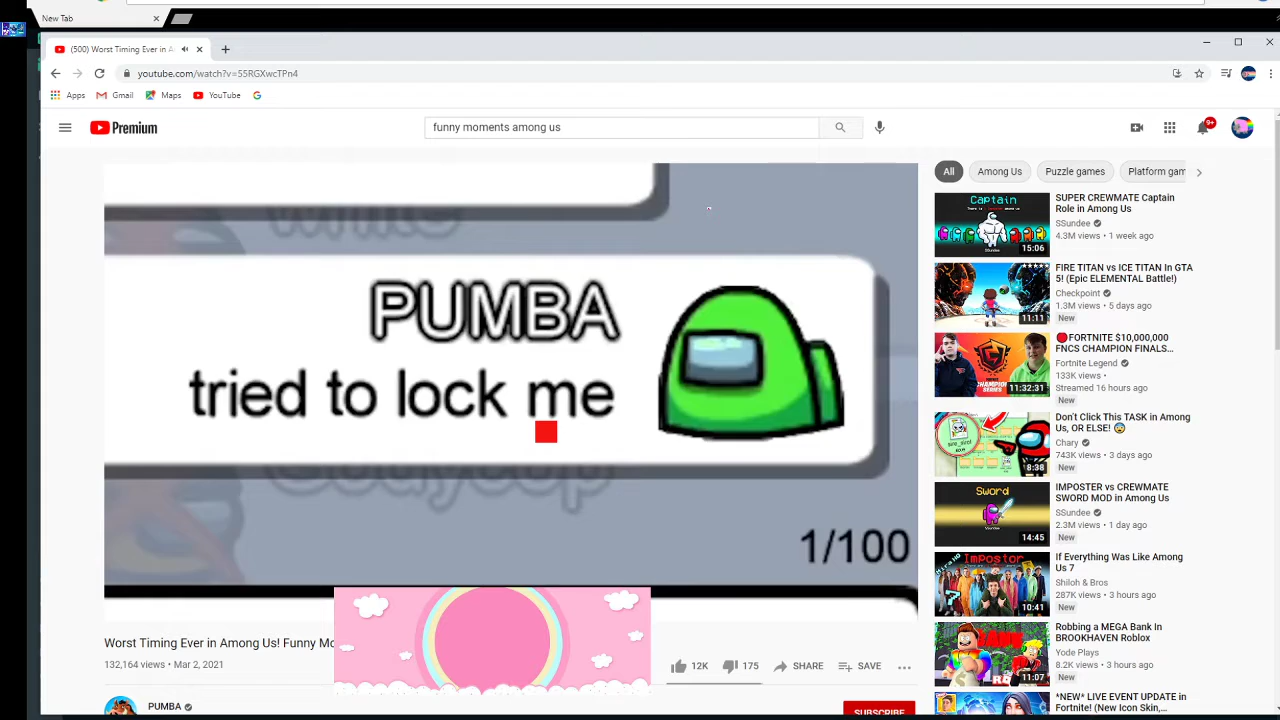 New Tab
(500) Worst Timing Ever in A
youtube.com/watch?v=55RGXwcTPn4
Apps
Gmail
Maps
YouTube
Premium
funny moments among us
9+
PUMBA
tried to lock me
1/100
Worst Timing Ever in Among Us! Funny Mo
132,164 views • Mar 2, 2021
12K
175
SHARE
SAVE
PUMBA
SUBSCRIBE
All
Among Us
Puzzle games
Platform gam
Captain
15:06
SUPER CREWMATE Captain
Role in Among Us
SSundee
4.3M views • 1 week ago
11:11
FIRE TITAN vs ICE TITAN In GTA
5! (Epic ELEMENTAL Battle!)
Checkpoint
1.3M views • 5 days ago
New
CHAMPION
SERIES
11:32:31
FORTNITE $10,000,000
FNCS CHAMPION FINALS...
Fortnite Legend
133K views •
Streamed 16 hours ago
New
8:38
Don't Click This TASK in Among
Us, OR ELSE! 😨
Chary
743K views • 3 days ago
New
Sword
14:45
IMPOSTER vs CREWMATE
SWORD MOD in Among Us
SSundee
2.3M views • 1 day ago
New
Impostor
?
10:41
If Everything Was Like Among
Us 7
Shiloh & Bros
287K views • 3 hours ago
New
11:07
Robbing a MEGA Bank In
BROOKHAVEN Roblox
Yode Plays
8.2K views • 3 hours ago
New
*NEW* LIVE EVENT UPDATE in
Fortnite! (New Icon Skin,...